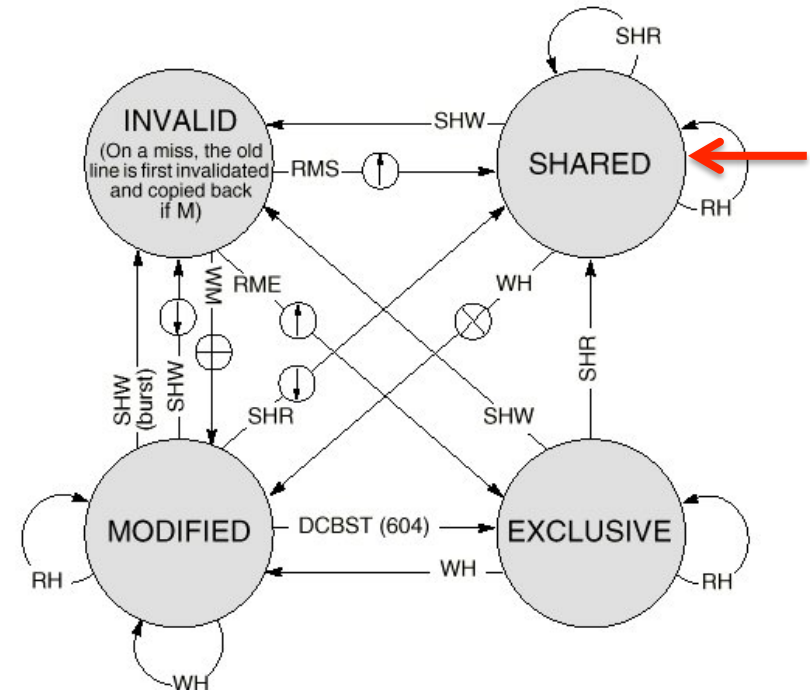 SHR
INVALID
(On a miss, the old
line is first invalidated
and copied back
if M)
SHW
RMS
SHARED
RH
WM
RME
WH
SHW
(burst)
SHW
SHR
SHW
SHR
MODIFIED
DCBST (604)
EXCLUSIVE
RH
WH
RH
WH